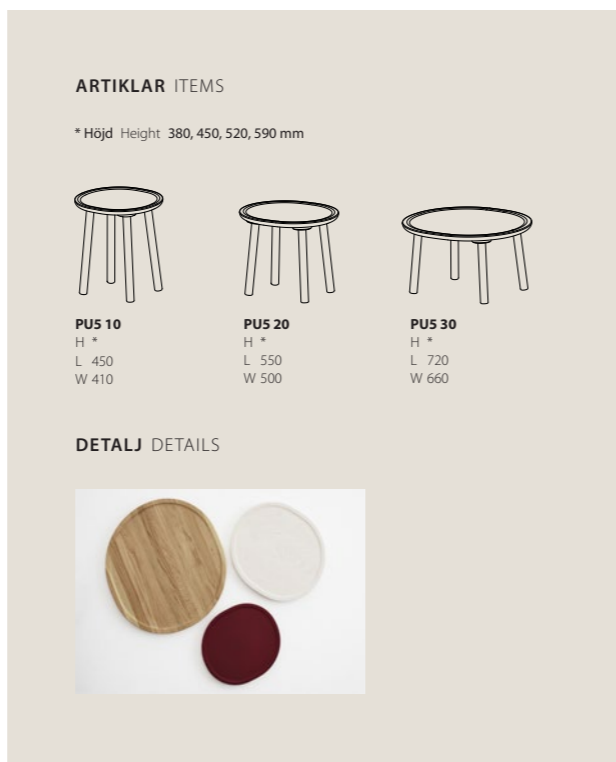 ARTIKLAR ITEMS
* Höjd Height 380, 450, 520, 590 mm
PU5 10
H *
L 450
W 410
PU5 20
H *
L 550
W 500
PU5 30
H *
L 720
W 660
DETALJ DETAILS